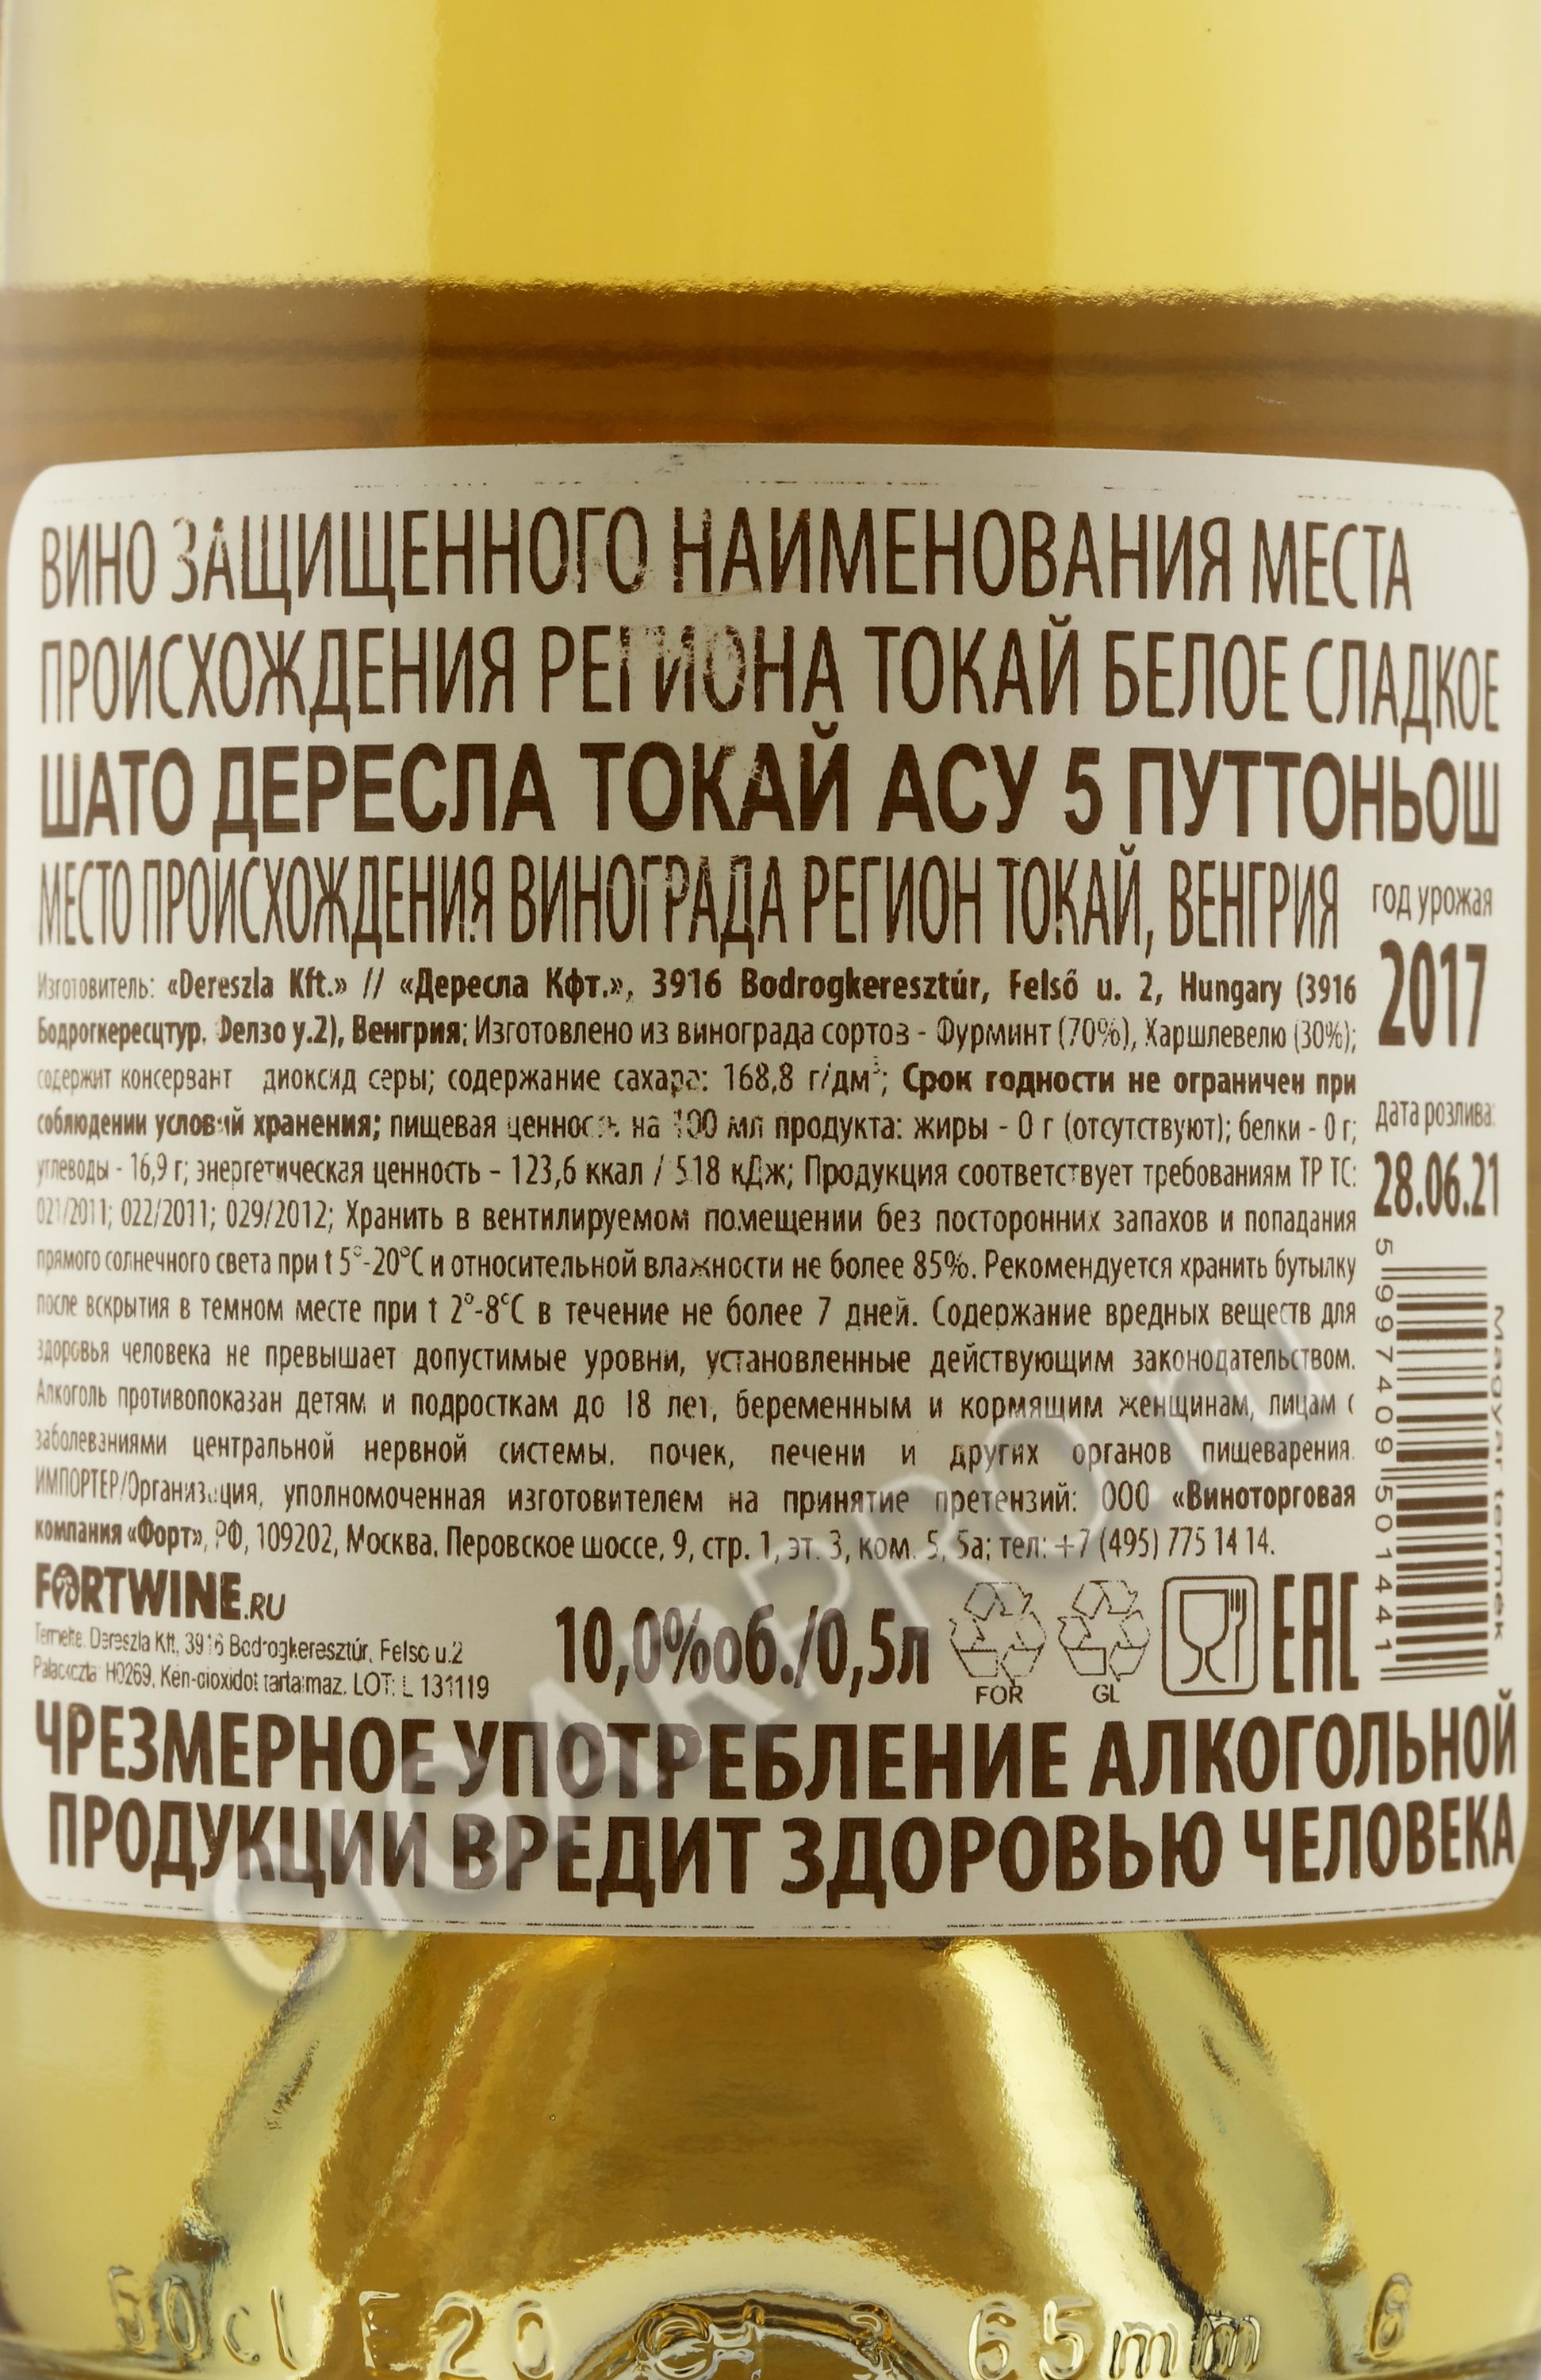 ВИНО ЗАЩИЩЕННОГО НАИМЕНОВАНИЯ МЕСТА
ПРОИСХОЖДЕНИЯ РЕГИОНА ТОКАЙ БЕЛОЕ СЛАДКОЕ
ШАТО ДЕРЕСЛА ТОКАЙ АСУ 5 ПУТТОНЬОШ
МЕСТО ПРОИСХОЖДЕНИЯ ВИНОГРАДА РЕГИОН ТОКАЙ, ВЕНГРИЯ
Изготовитель: «Dereszla Kft.» // «Дересла Кфт.», 3916 Bodrogkeresztúr, Felső u. 2, Hungary (3916
Бодрогкересцтур, Dелзо у.2), Венгрия; Изготовлено из винограда сортов - Фурминт (70%), Харшлевелю (30%);
содержит консервант диоксид серы; содержание сахара: 168,8 г/дм³; Срок годности не ограничен при
соблюдении условий хранения; пищевая ценность на 100 мл продукта: жиры - 0 г (отсутствуют); белки - 0 г;
углеводы - 16,9 г; энергетическая ценность - 123,6 ккал / 518 кДж; Продукция соответствует требованиям ТР ТС:
021/2011; 022/2011; 029/2012; Хранить в вентилируемом помещении без посторонних запахов и попадания
прямого солнечного света при t 5°-20°C и относительной влажности не более 85%. Рекомендуется хранить бутылку
после вскрытия в темном месте при t 2°-8°C в течение не более 7 дней. Содержание вредных веществ для
здоровья человека не превышает допустимые уровни, установленные действующим законодательством.
Алкоголь противопоказан детям и подросткам до 18 лет, беременным и кормящим женщинам, лицам с
заболеваниями центральной нервной системы, почек, печени и других органов пищеварения.
ИМПОРТЕР/Организация, уполномоченная изготовителем на принятие претензий: ООО «Виноторговая
компания «Форт», РФ, 109202, Москва, Перовское шоссе, 9, стр. 1, эт. 3, ком. 5, 5а; тел: +7 (495) 775 14 14.
год урожая
2017
дата розлива:
28.06.21
5 997409 501441
Magyar termék
FORTWINE.RU
Termelte: Dereszla Kft, 3916 Bodrogkeresztúr, Felső u.2
Palackozta: H0269, Kén-dioxidot tartalmaz. LOT: L 131119
10,0%об./0,5л
FOR
GL
EAC
ЧРЕЗМЕРНОЕ УПОТРЕБЛЕНИЕ АЛКОГОЛЬНОЙ
ПРОДУКЦИИ ВРЕДИТ ЗДОРОВЬЮ ЧЕЛОВЕКА
CIGARPRO.ru
50cl E20 3 65mm 16